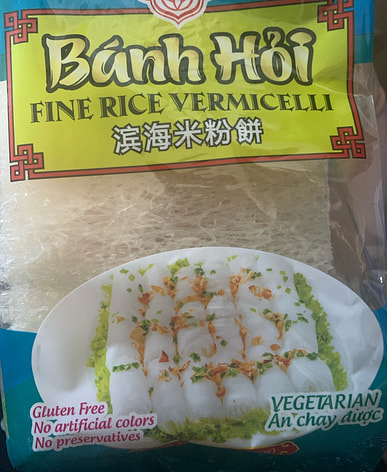 Bánh Hỏi
FINE RICE VERMICELLI
滨海米粉餅
Gluten Free
No artificial colors
No preservatives
VEGETARIAN
Ăn chay được